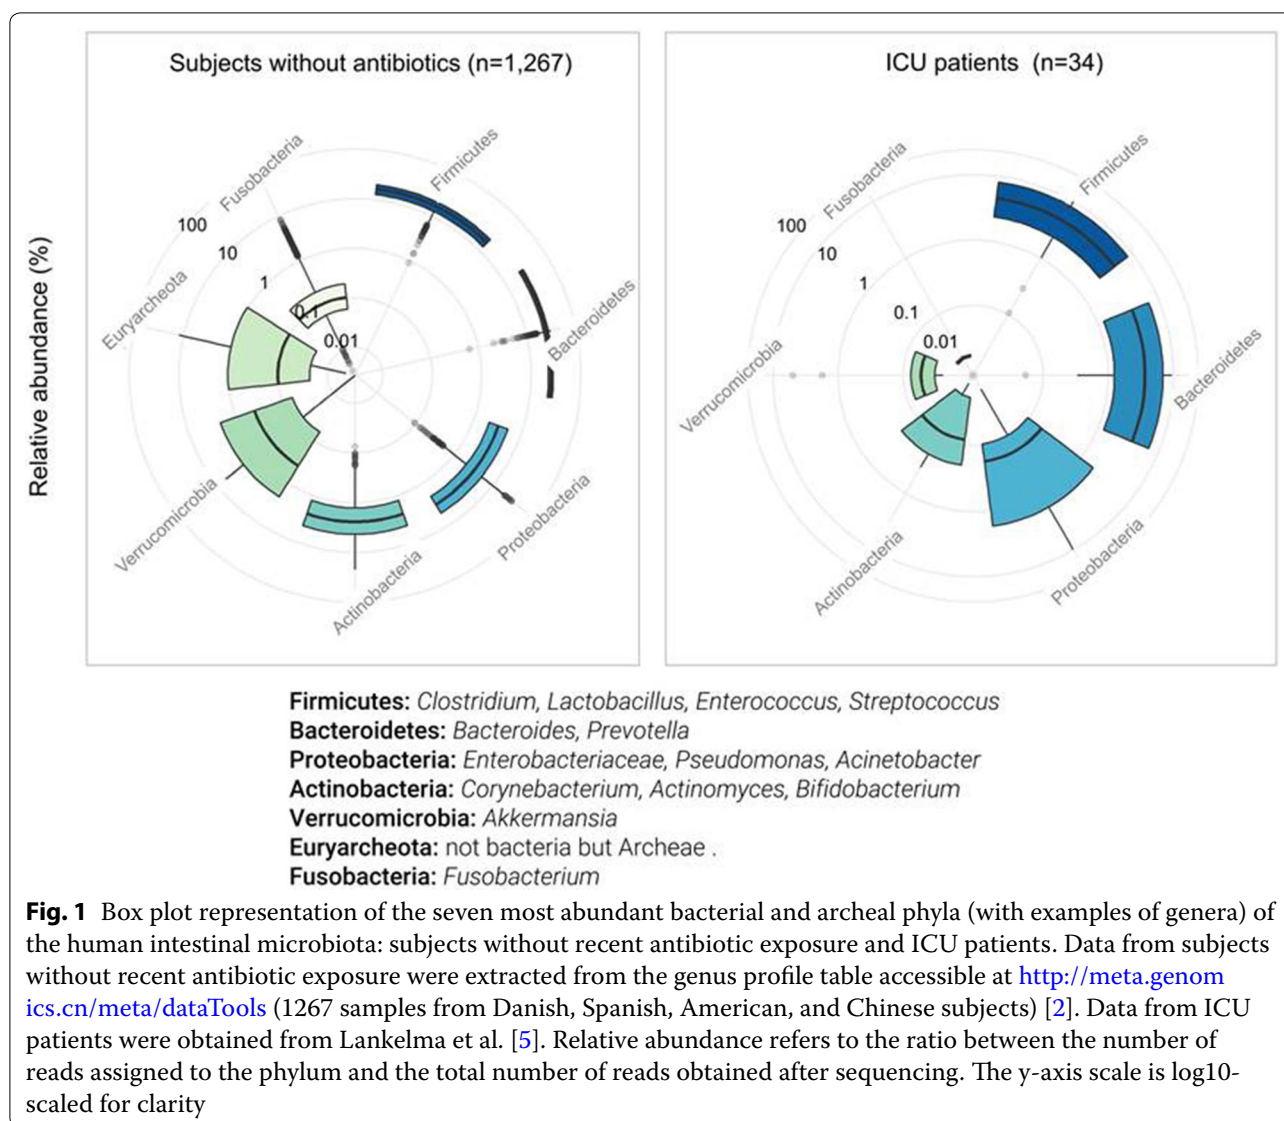 Subjects without antibiotics (n=1,267)
ICU patients (n=34)
Relative abundance (%)
Fusobacteria
Firmicutes
100
10
1
0.1
0.01
Euryarcheota
Bacteroidetes
Verrucomicrobia
Proteobacteria
Actinobacteria
Fusobacteria
Firmicutes
100
10
1
0.1
0.01
Verrucomicrobia
Bacteroidetes
Actinobacteria
Proteobacteria
Firmicutes: Clostridium, Lactobacillus, Enterococcus, Streptococcus
Bacteroidetes: Bacteroides, Prevotella
Proteobacteria: Enterobacteriaceae, Pseudomonas, Acinetobacter
Actinobacteria: Corynebacterium, Actinomyces, Bifidobacterium
Verrucomicrobia: Akkermansia
Euryarcheota: not bacteria but Archeae .
Fusobacteria: Fusobacterium
Fig. 1 Box plot representation of the seven most abundant bacterial and archeal phyla (with examples of genera) of
the human intestinal microbiota: subjects without recent antibiotic exposure and ICU patients. Data from subjects
without recent antibiotic exposure were extracted from the genus profile table accessible at http://meta.genom
ics.cn/meta/dataTools (1267 samples from Danish, Spanish, American, and Chinese subjects) [2]. Data from ICU
patients were obtained from Lankelma et al. [5]. Relative abundance refers to the ratio between the number of
reads assigned to the phylum and the total number of reads obtained after sequencing. The y-axis scale is log10-
scaled for clarity